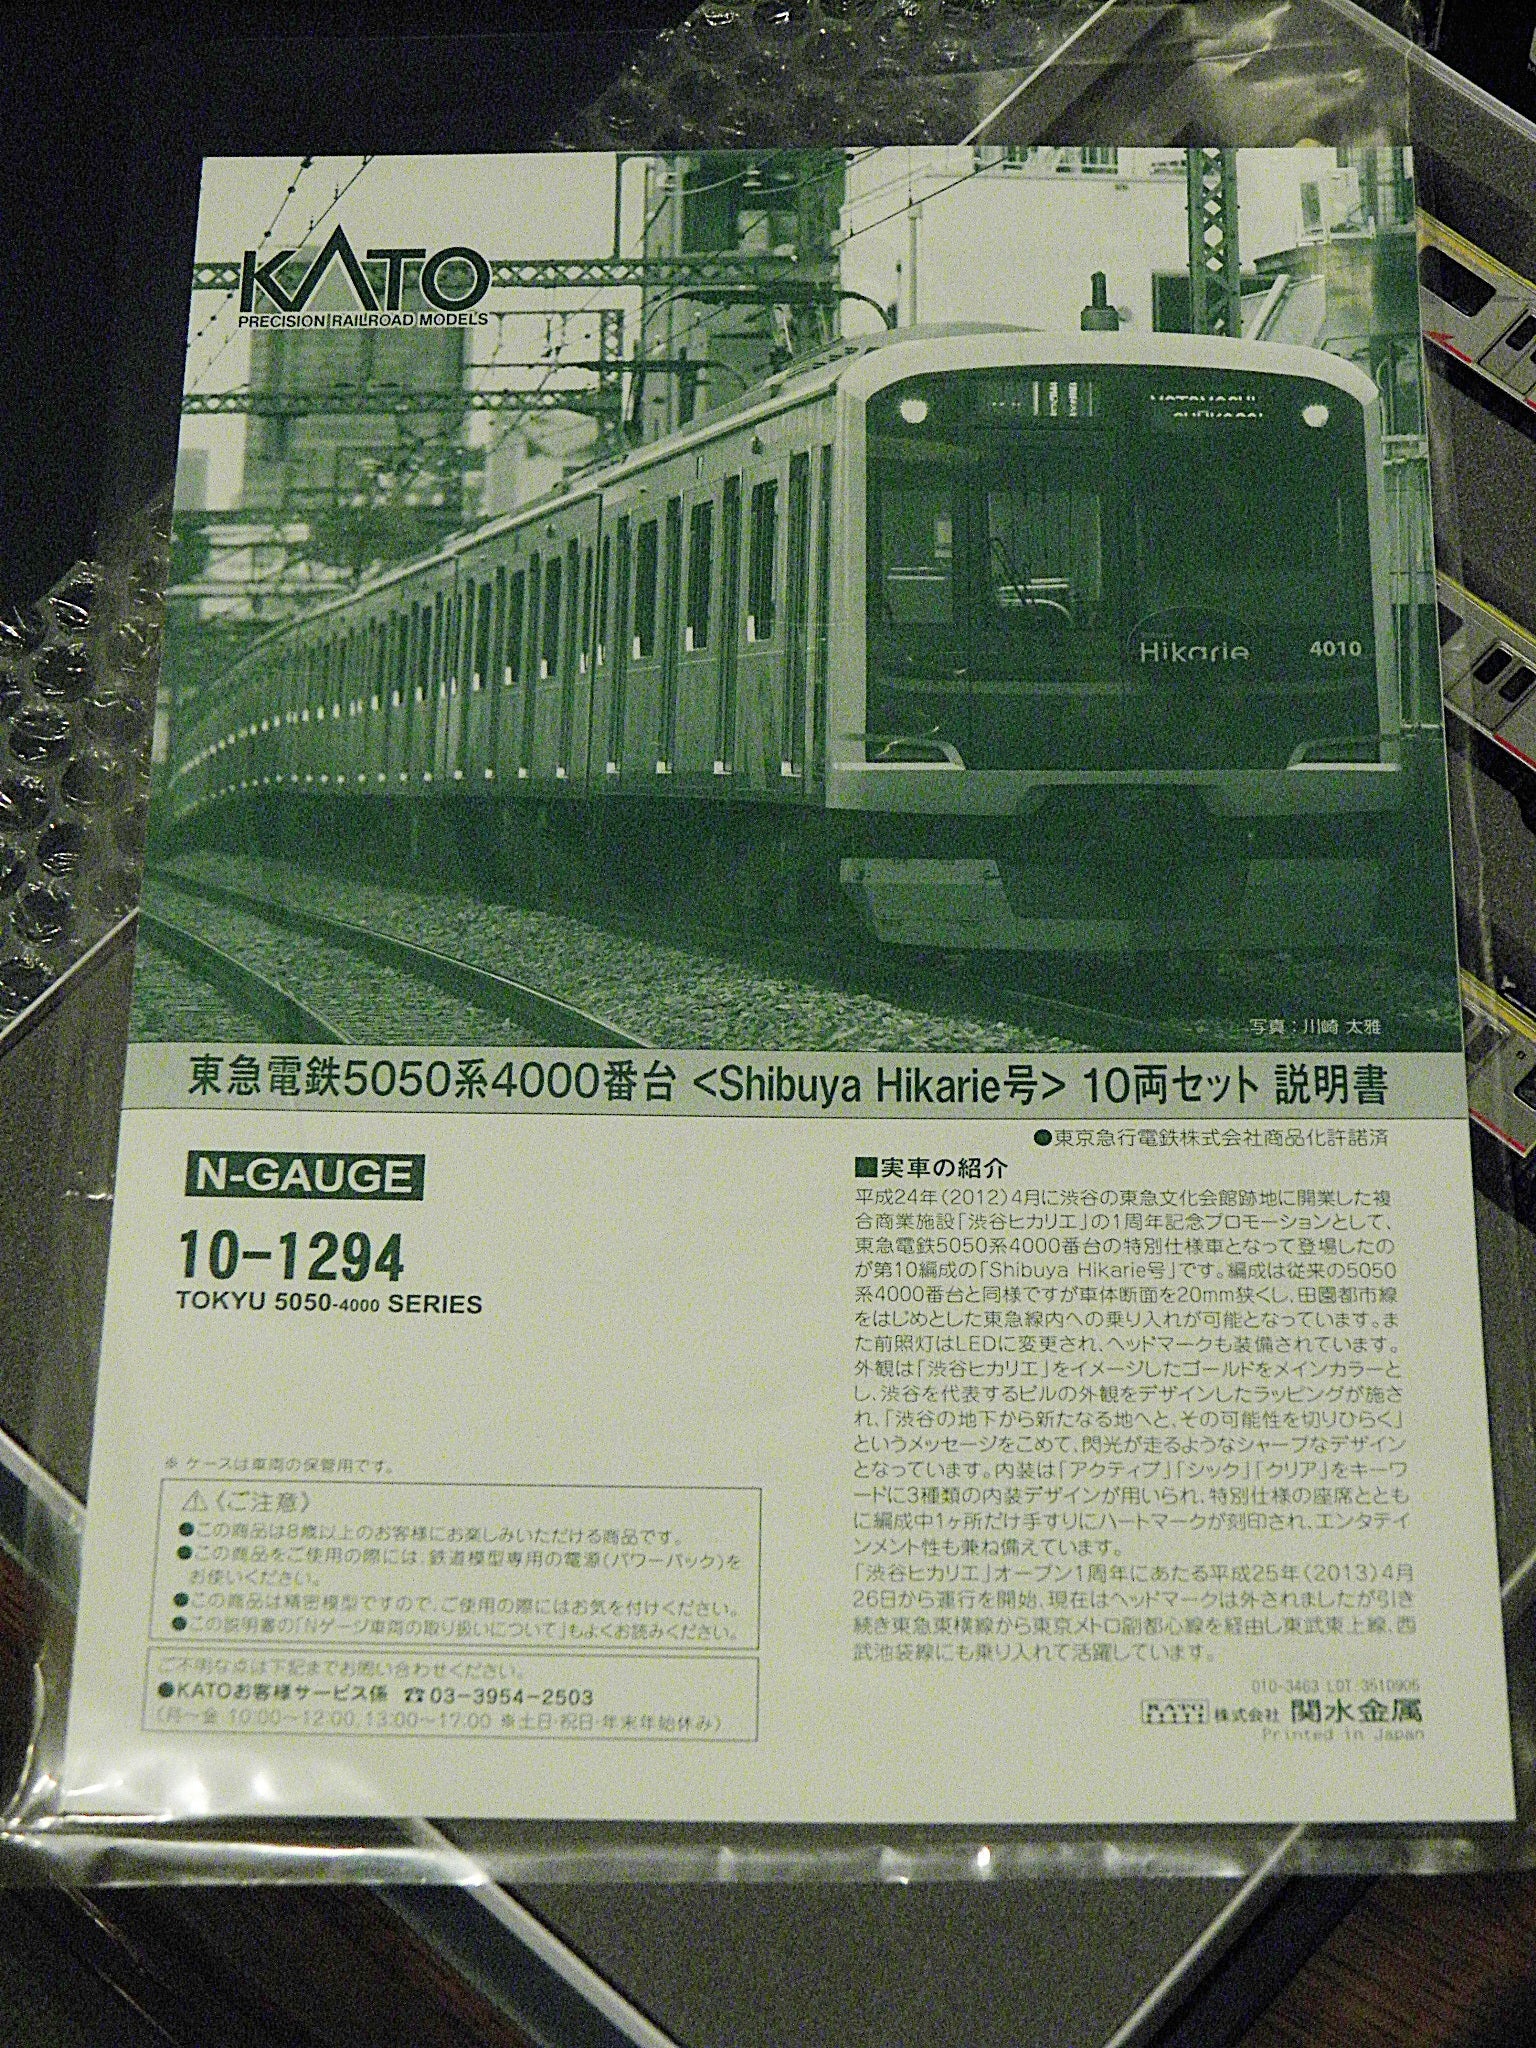 KATO
PRECISION RAILROAD MODELS
Hikarie
4010
写真：川崎 大雅
東急電鉄5050系4000番台 <Shibuya Hikarie号> 10両セット 説明書
●東京急行電鉄株式会社商品化許諾済
N-GAUGE
10-1294
TOKYU 5050-4000 SERIES
※ ケースは車両の保管用です。
⚠〈ご注意〉
●この商品は8歳以上のお客様にお楽しみいただける商品です。
●この商品をご使用の際には、鉄道模型専用の電源(パワーパック)を
お使いください。
●この商品は精密模型ですので、ご使用の際にはお気を付けください。
●この説明書の「Nゲージ車両の取り扱いについて」もよくお読みください。
ご不明な点は下記までお問い合わせください。
●KATOお客様サービス係 ☎03-3954-2503
(月〜金 10:00〜12:00、13:00〜17:00 ※土日・祝日・年末年始休み)
■実車の紹介
平成24年(2012)4月に渋谷の東急文化会館跡地に開業した複
合商業施設「渋谷ヒカリエ」の1周年記念プロモーションとして、
東急電鉄5050系4000番台の特別仕様車となって登場したの
が第10編成の「Shibuya Hikarie号」です。編成は従来の5050
系4000番台と同様ですが車体断面を20mm狭くし、田園都市線
をはじめとした東急線内への乗り入れが可能となっています。ま
た前照灯はLEDに変更され、ヘッドマークも装備されています。
外観は「渋谷ヒカリエ」をイメージしたゴールドをメインカラーと
し、渋谷を代表するビルの外観をデザインしたラッピングが施さ
れ、「渋谷の地下から新たなる地へと、その可能性を切りひらく」
というメッセージをこめて、閃光が走るようなシャープなデザイン
となっています。内装は「アクティブ」「シック」「クリア」をキーワ
ードに3種類の内装デザインが用いられ、特別仕様の座席ととも
に編成中1ヶ所だけ手すりにハートマークが刻印され、エンタテイ
ンメント性も兼ね備えています。
「渋谷ヒカリエ」オープン1周年にあたる平成25年(2013)4月
26日から運行を開始、現在はヘッドマークは外されましたが引き
続き東急東横線から東京メトロ副都心線を経由し東武東上線、西
武池袋線にも乗り入れて活躍しています。
010-3463 LOT 3510905
KATO 株式会社 関水金属
Printed in Japan